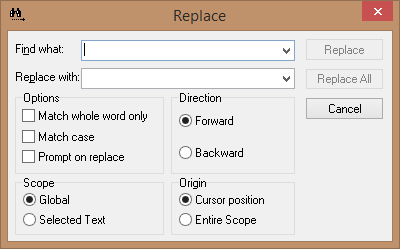 Replace
Find what:
Replace
Replace with:
Replace All
Cancel
Options
Match whole word only
Match case
Prompt on replace
Direction
Forward
Backward
Scope
Global
Selected Text
Origin
Cursor position
Entire Scope